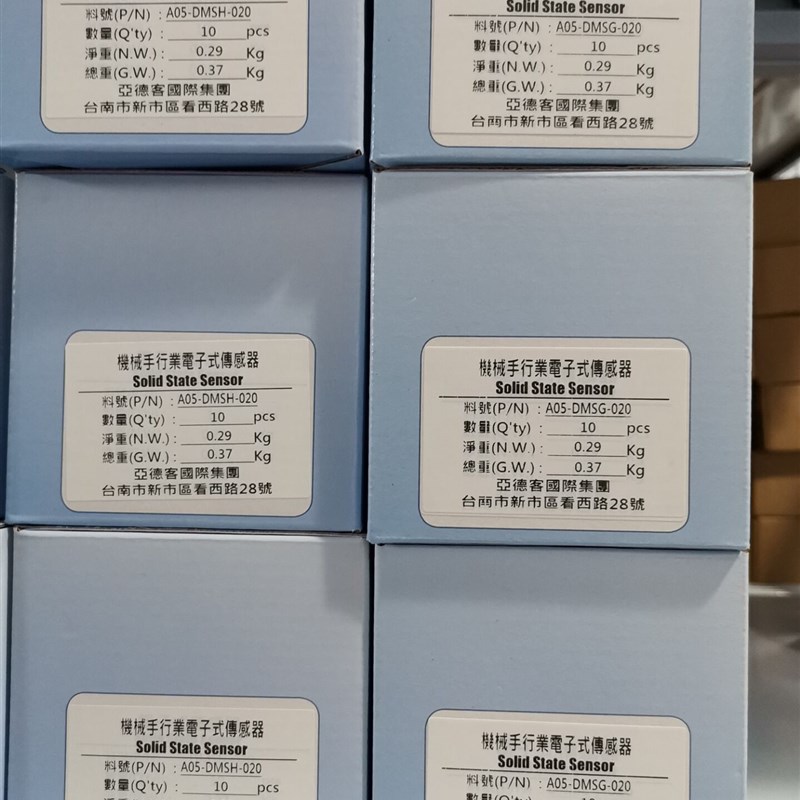 料號(P/N) : A05-DMSH-020
數量(Q'ty) : 10 pcs
淨重(N.W.) : 0.29 Kg
總重(G.W.) : 0.37 Kg
亞德客國際集團
台南市新市區看西路28號
Solid State Sensor
料號(P/N) : A05-DMSG-020
數量(Q'ty) : 10 pcs
淨重(N.W.) : 0.29 Kg
總重(G.W.) : 0.37 Kg
亞德客國際集團
台南市新市區看西路28號
機械手行業電子式傳感器
Solid State Sensor
料號(P/N) : A05-DMSH-020
數量(Q'ty) : 10 pcs
淨重(N.W.) : 0.29 Kg
總重(G.W.) : 0.37 Kg
亞德客國際集團
台南市新市區看西路28號
機械手行業電子式傳感器
Solid State Sensor
料號(P/N) : A05-DMSG-020
數量(Q'ty) : 10 pcs
淨重(N.W.) : 0.29 Kg
總重(G.W.) : 0.37 Kg
亞德客國際集團
台南市新市區看西路28號
機械手行業電子式傳感器
Solid State Sensor
料號(P/N) : A05-DMSH-020
數量(Q'ty) : 10 pcs
機械手行業電子式傳感器
Solid State Sensor
料號(P/N) : A05-DMSG-020
數量(Q'ty) : pcs